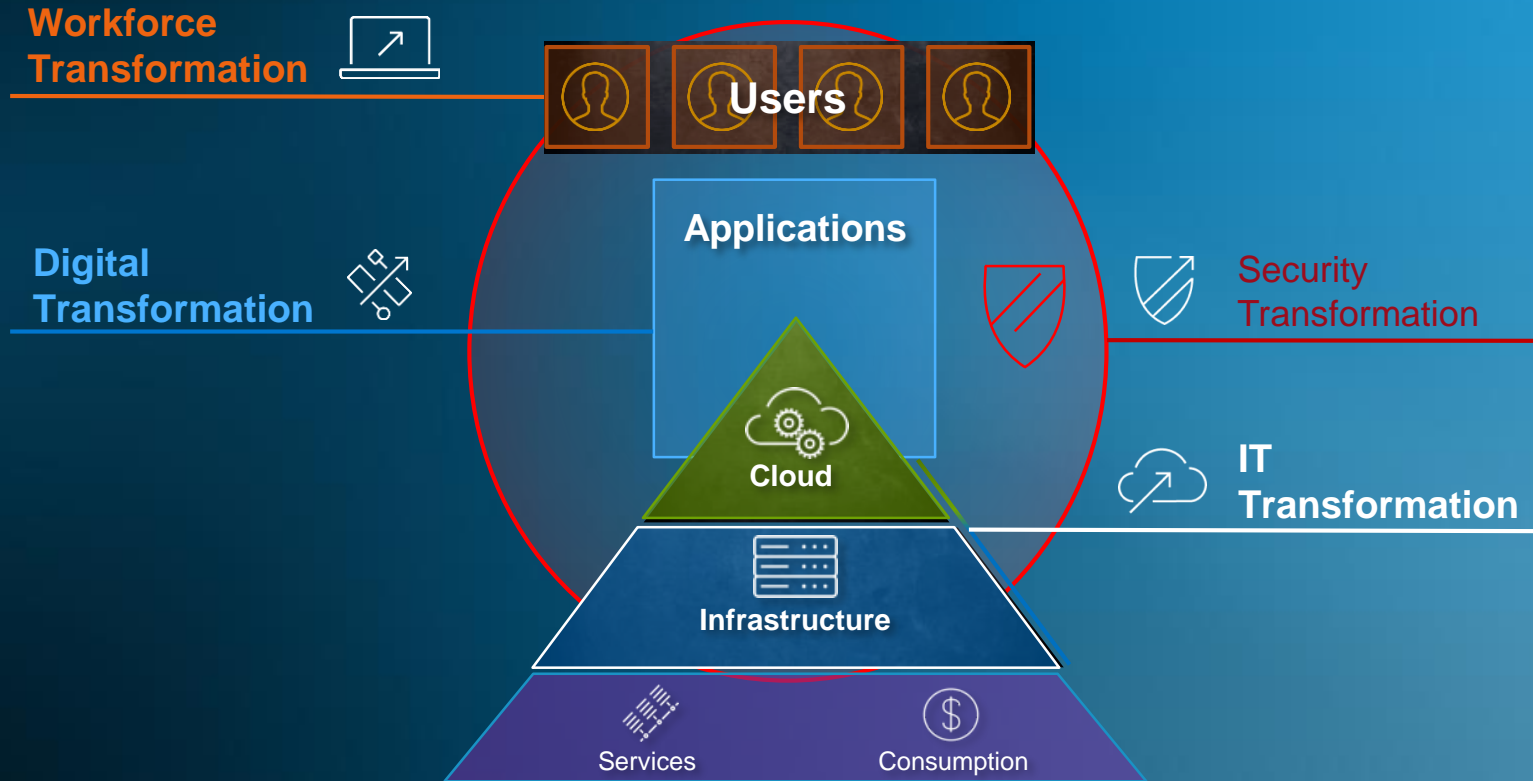 Workforce
Transformation
Users
Applications
Digital
Transformation
Security
Transformation
Cloud
IT
Transformation
Infrastructure
$
Services
Consumption